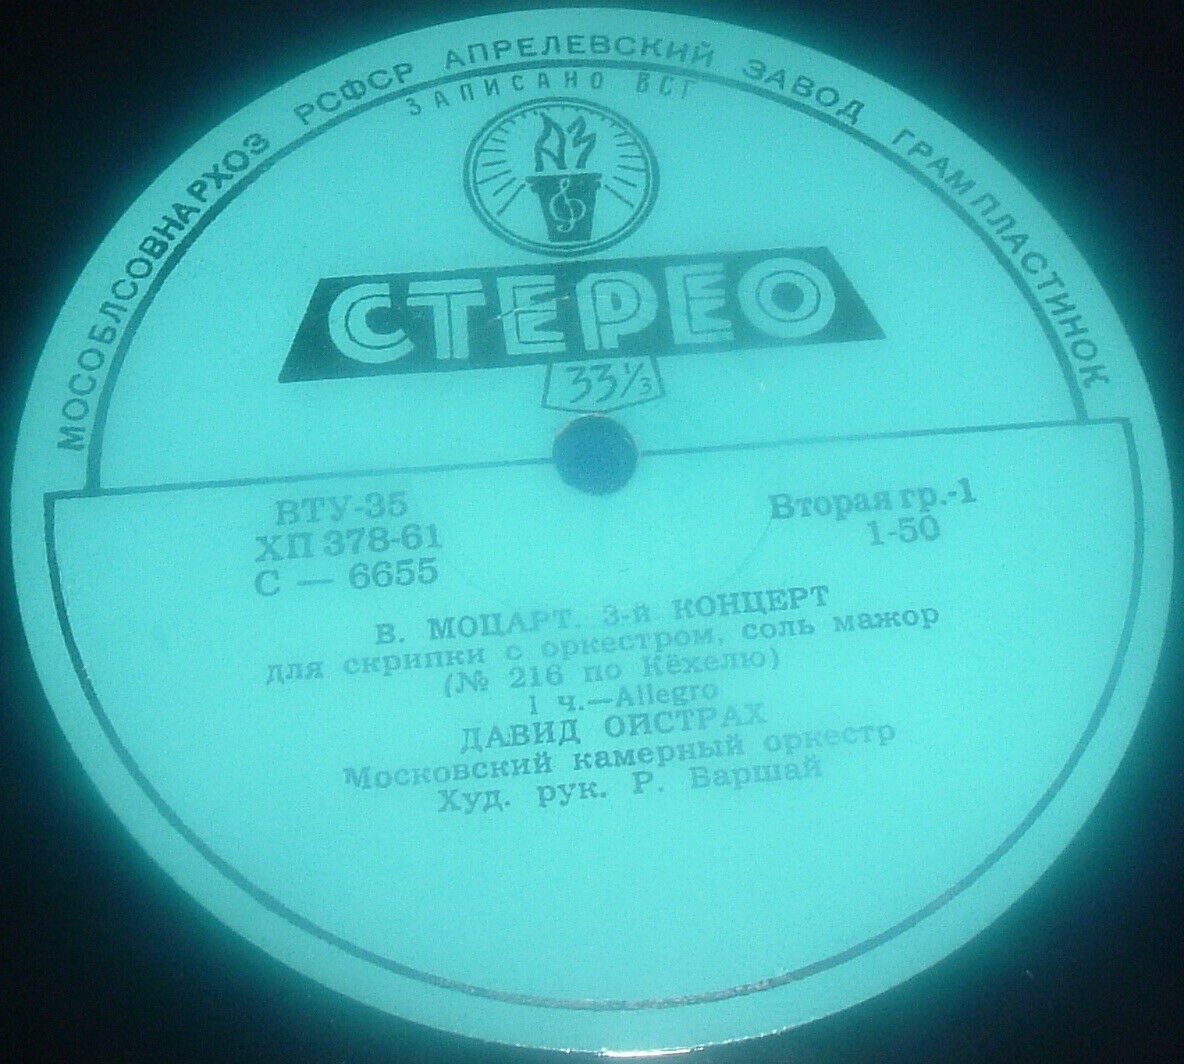 МОСОБЛСОВНАРХОЗ РСФСР АПРЕЛЕВСКИЙ ЗАВОД ГРАМПЛАСТИНОК
ЗАПИСАНО ВСГ
АЗ
СТЕРЕО
33⅓
ВТУ-35
ХП 378-61
С — 6655
Вторая гр.-1
1-50
В. МОЦАРТ. 3-й КОНЦЕРТ
для скрипки с оркестром, соль мажор
(№ 216 по Кёхелю)
1 ч.—Allegro
ДАВИД ОЙСТРАХ
Московский камерный оркестр
Худ. рук. Р. Баршай